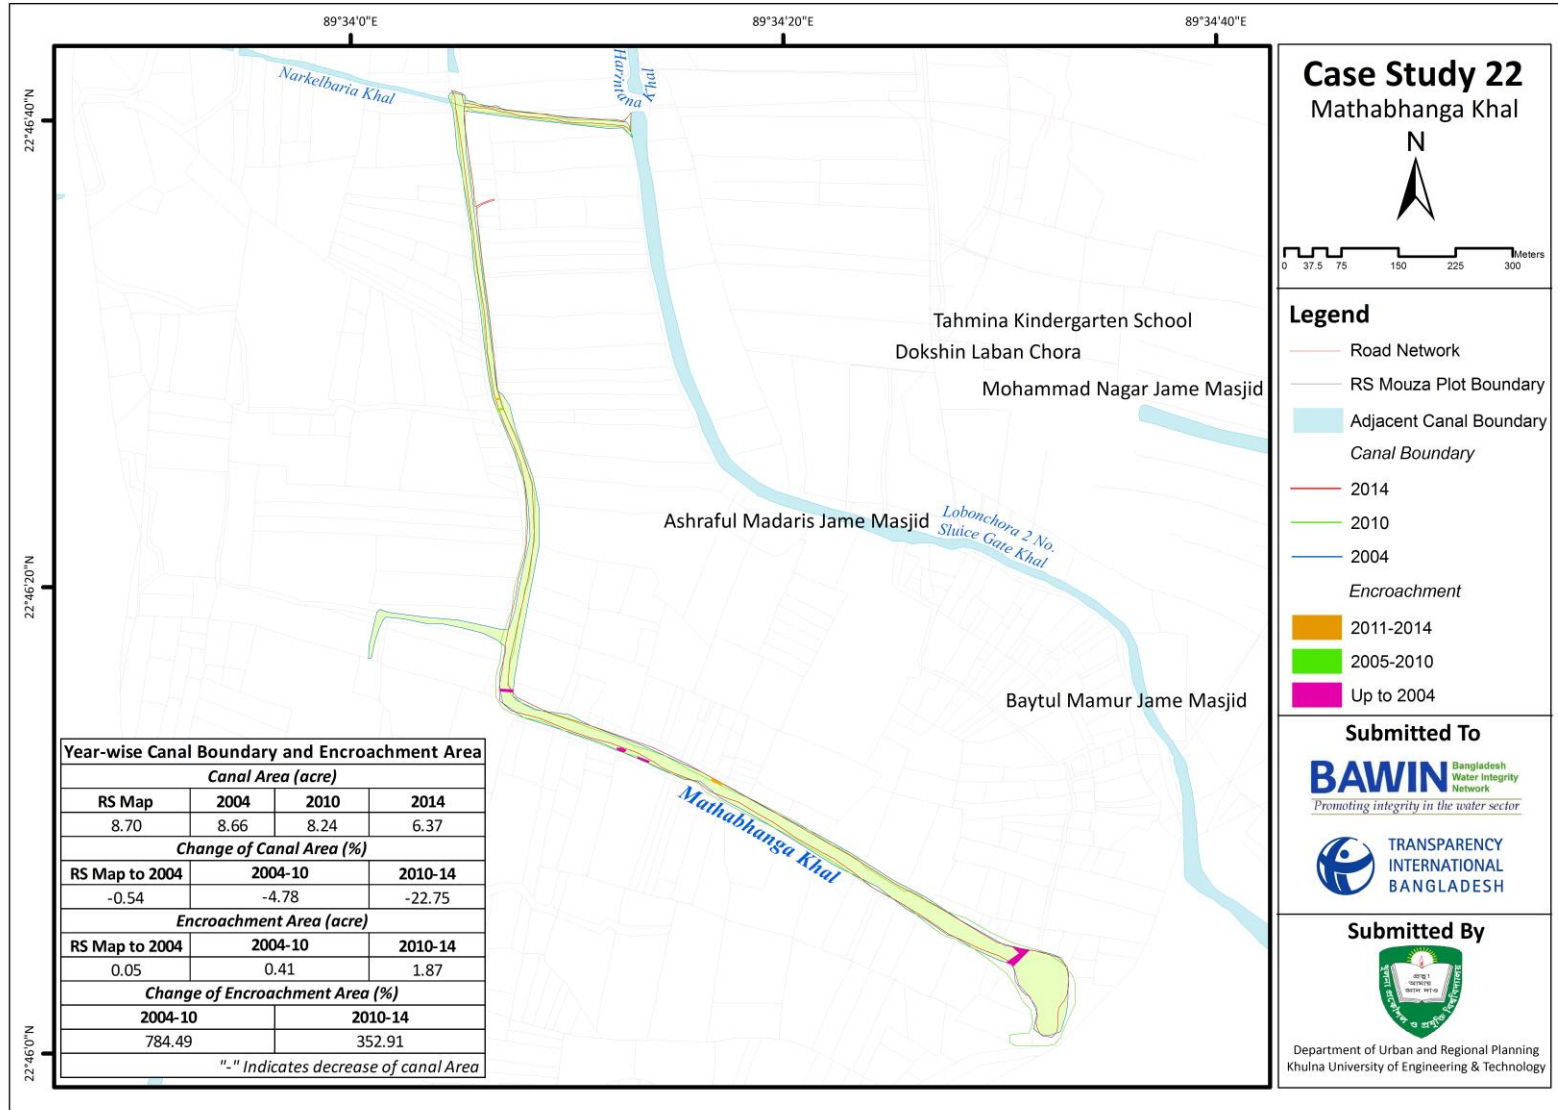 89°34'0"E
89°34'20"E
89°34'40"E
22°46'40"N
22°46'20"N
22°46'0"N
Narkelbaria Khal
Harintana Khal
Tahmina Kindergarten School
Dokshin Laban Chora
Mohammad Nagar Jame Masjid
Ashraful Madaris Jame Masjid
Lobonchora 2 No.
Sluice Gate Khal
Baytul Mamur Jame Masjid
Mathabhanga Khal
Year-wise Canal Boundary and Encroachment Area
Canal Area (acre)
RS Map 2004 2010 2014
8.70 8.66 8.24 6.37
Change of Canal Area (%)
RS Map to 2004 2004-10 2010-14
-0.54 -4.78 -22.75
Encroachment Area (acre)
RS Map to 2004 2004-10 2010-14
0.05 0.41 1.87
Change of Encroachment Area (%)
2004-10 2010-14
784.49 352.91
"-" Indicates decrease of canal Area
Case Study 22
Mathabhanga Khal
N
Meters
0 37.5 75 150 225 300
Legend
Road Network
RS Mouza Plot Boundary
Adjacent Canal Boundary
Canal Boundary
2014
2010
2004
Encroachment
2011-2014
2005-2010
Up to 2004
Submitted To
BAWIN Bangladesh
Water Integrity
Network
Promoting integrity in the water sector
TRANSPARENCY
INTERNATIONAL
BANGLADESH
Submitted By
প্রভু!
আমায়
জ্ঞান দাও
খুলনা প্রকৌশল ও প্রযুক্তি বিশ্ববিদ্যালয়
Department of Urban and Regional Planning
Khulna University of Engineering & Technology